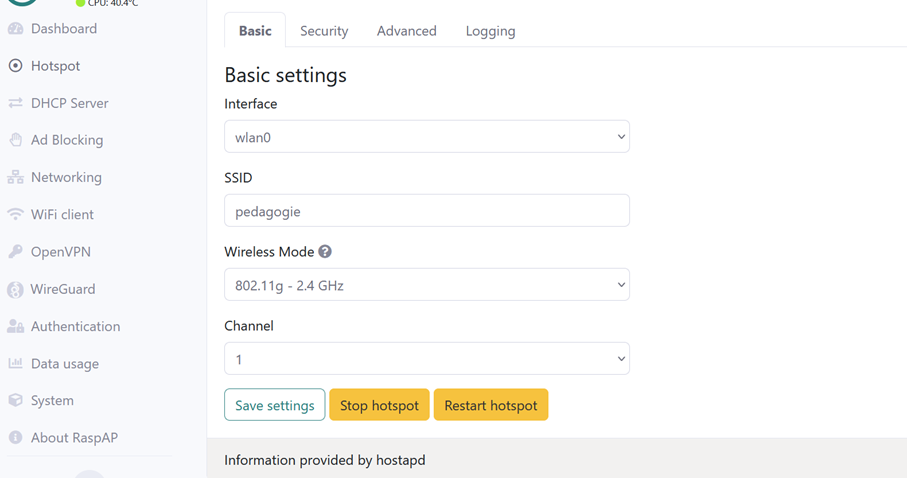 CPU: 40.4°C
Dashboard
Hotspot
DHCP Server
Ad Blocking
Networking
WiFi client
OpenVPN
WireGuard
Authentication
Data usage
System
About RaspAP
Basic Security Advanced Logging
Basic settings
Interface
wlan0
SSID
pedagogie
Wireless Mode ?
802.11g - 2.4 GHz
Channel
1
Save settings Stop hotspot Restart hotspot
Information provided by hostapd